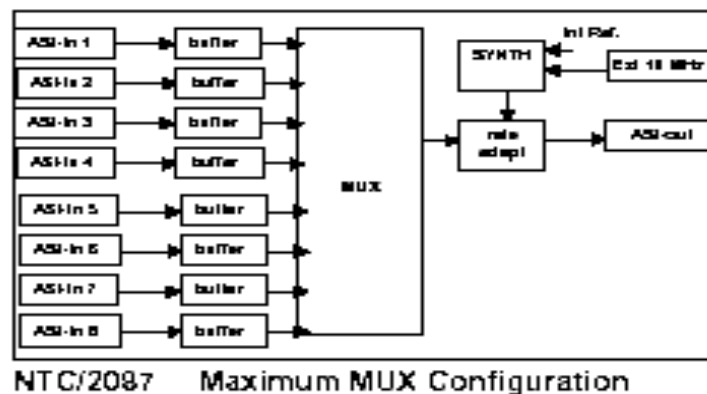 ASI-in 1
buffer
ASI-in 2
buffer
ASI-in 3
buffer
ASI-in 4
buffer
ASI-in 5
buffer
ASI-in 6
buffer
ASI-in 7
buffer
ASI-in 8
buffer
MUX
Int Ref.
SYNTH
Ext 10 MHz
rate
adapt
ASI-out
NTC/2087 Maximum MUX Configuration